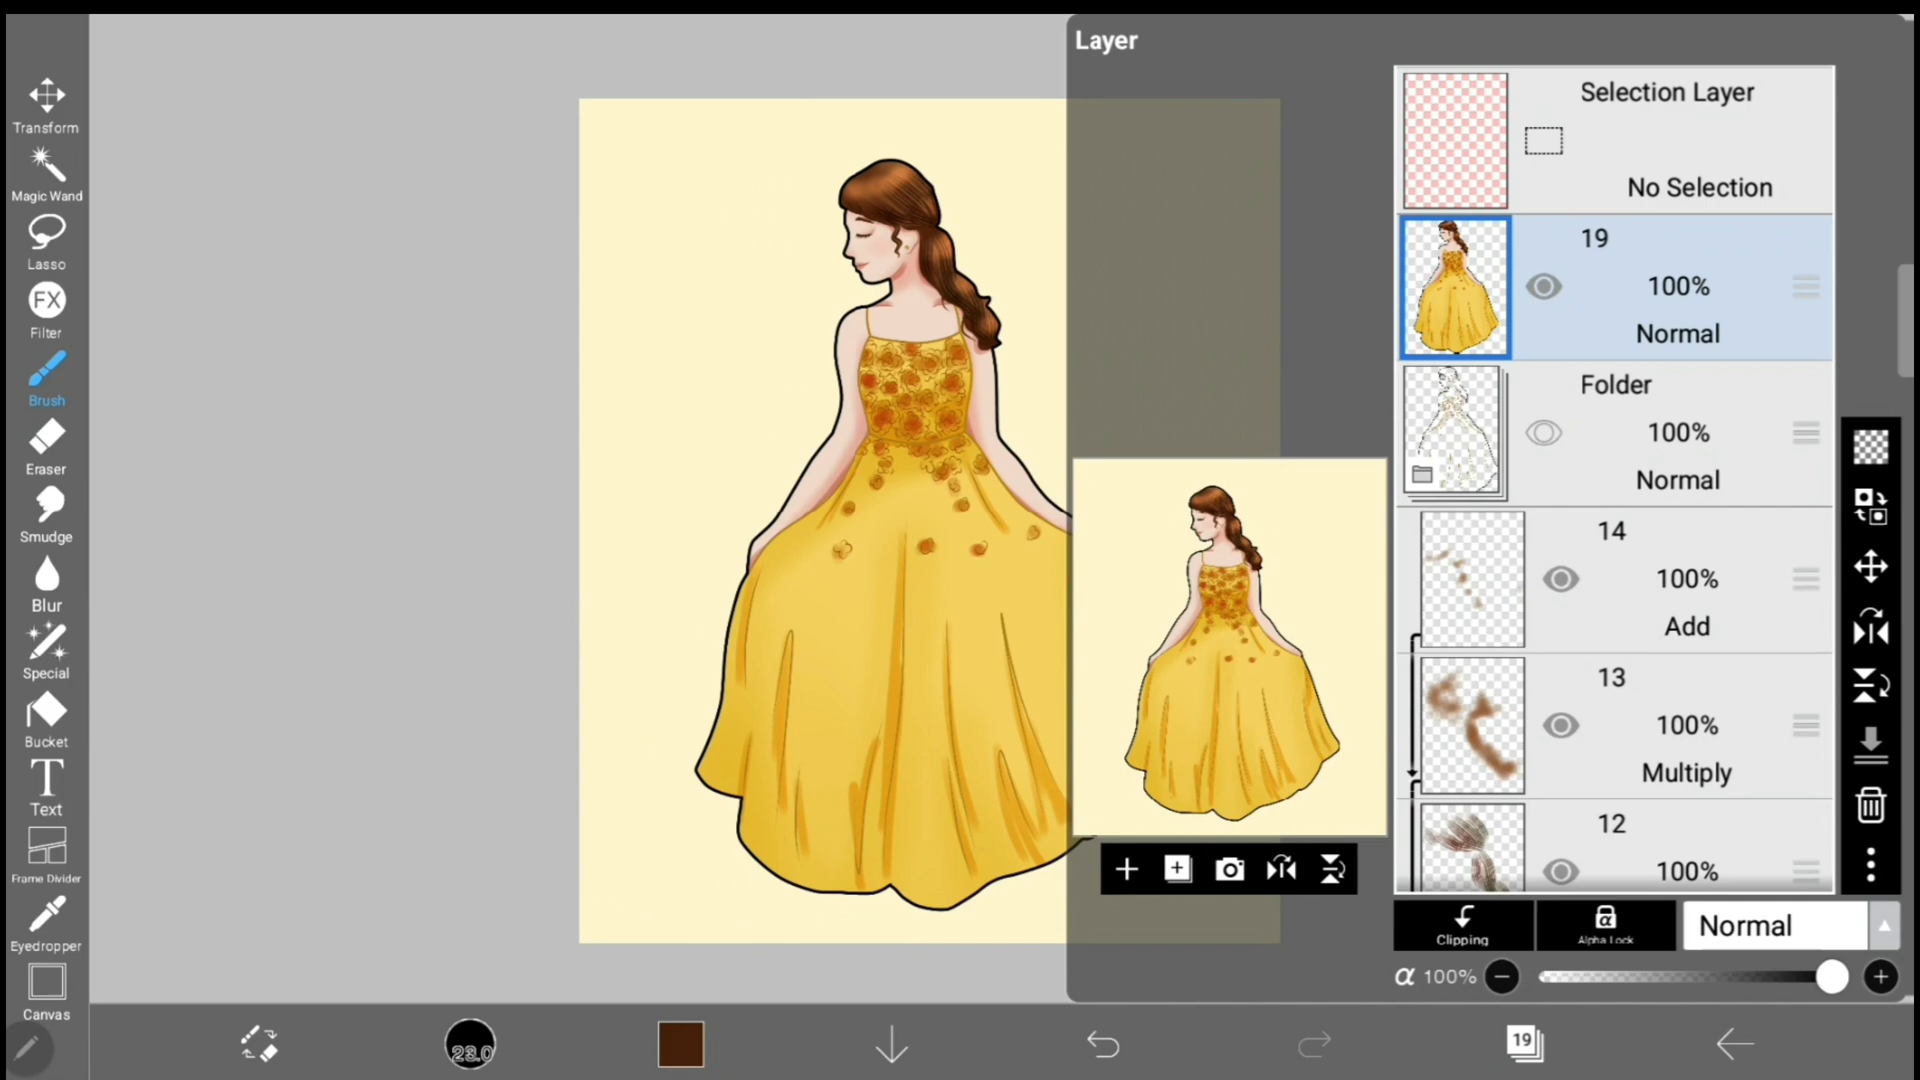 Layer
Transform
Magic Wand
Lasso
FX
Filter
Brush
Eraser
Smudge
Blur
Special
Bucket
T
Text
Frame Divider
Eyedropper
Canvas
Selection Layer
No Selection
19
100%
Normal
Folder
100%
Normal
14
100%
Add
13
100%
Multiply
12
100%
Clipping
α
Alpha Lock
Normal
α 100%
23.0
19